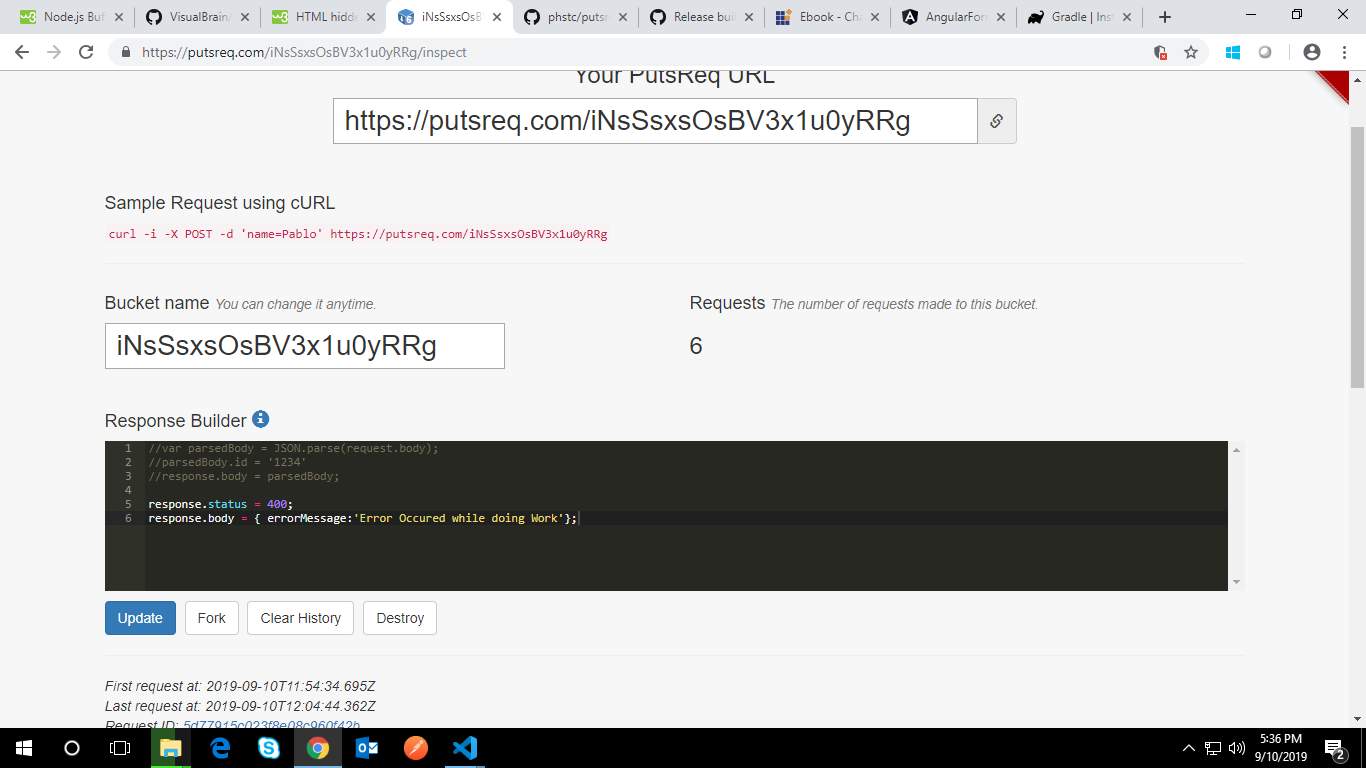 Node.js Buf
VisualBrain/
HTML hidde
iNsSsxsOsB
phstc/putsr
Release buil
Ebook - Cha
AngularForm
Gradle | Inst
https://putsreq.com/iNsSsxsOsBV3x1u0yRRg/inspect
Your PutsReq URL
https://putsreq.com/iNsSsxsOsBV3x1u0yRRg
Sample Request using cURL
curl -i -X POST -d 'name=Pablo' https://putsreq.com/iNsSsxsOsBV3x1u0yRRg
Bucket name You can change it anytime.
Requests The number of requests made to this bucket.
iNsSsxsOsBV3x1u0yRRg
6
Response Builder
1 //var parsedBody = JSON.parse(request.body);
2 //parsedBody.id = '1234'
3 //response.body = parsedBody;
4
5 response.status = 400;
6 response.body = { errorMessage:'Error Occured while doing Work'};
Update
Fork
Clear History
Destroy
First request at: 2019-09-10T11:54:34.695Z
Last request at: 2019-09-10T12:04:44.362Z
Request ID: 5d77915c023f8e08c960f42b
5:36 PM
9/10/2019
2